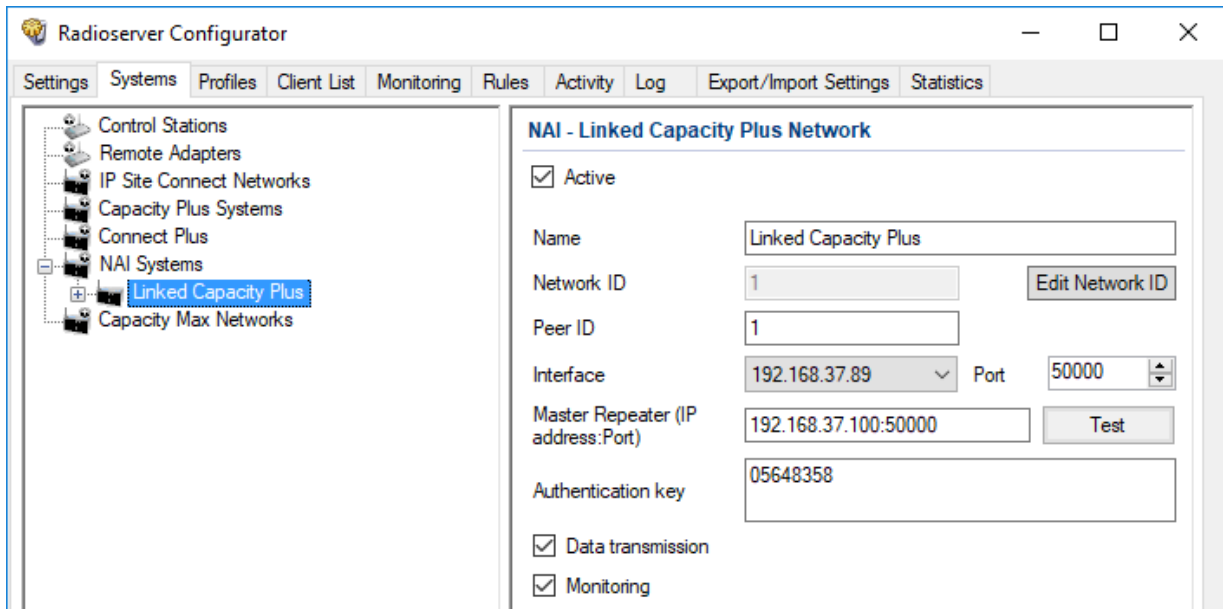 Radioserver Configurator
Settings Systems Profiles Client List Monitoring Rules Activity Log Export/Import Settings Statistics
Control Stations
Remote Adapters
IP Site Connect Networks
Capacity Plus Systems
Connect Plus
NAI Systems
Linked Capacity Plus
Capacity Max Networks
NAI - Linked Capacity Plus Network
Active
Name Linked Capacity Plus
Network ID 1 Edit Network ID
Peer ID 1
Interface 192.168.37.89 Port 50000
Master Repeater (IP
address:Port) 192.168.37.100:50000 Test
Authentication key 05648358
Data transmission
Monitoring